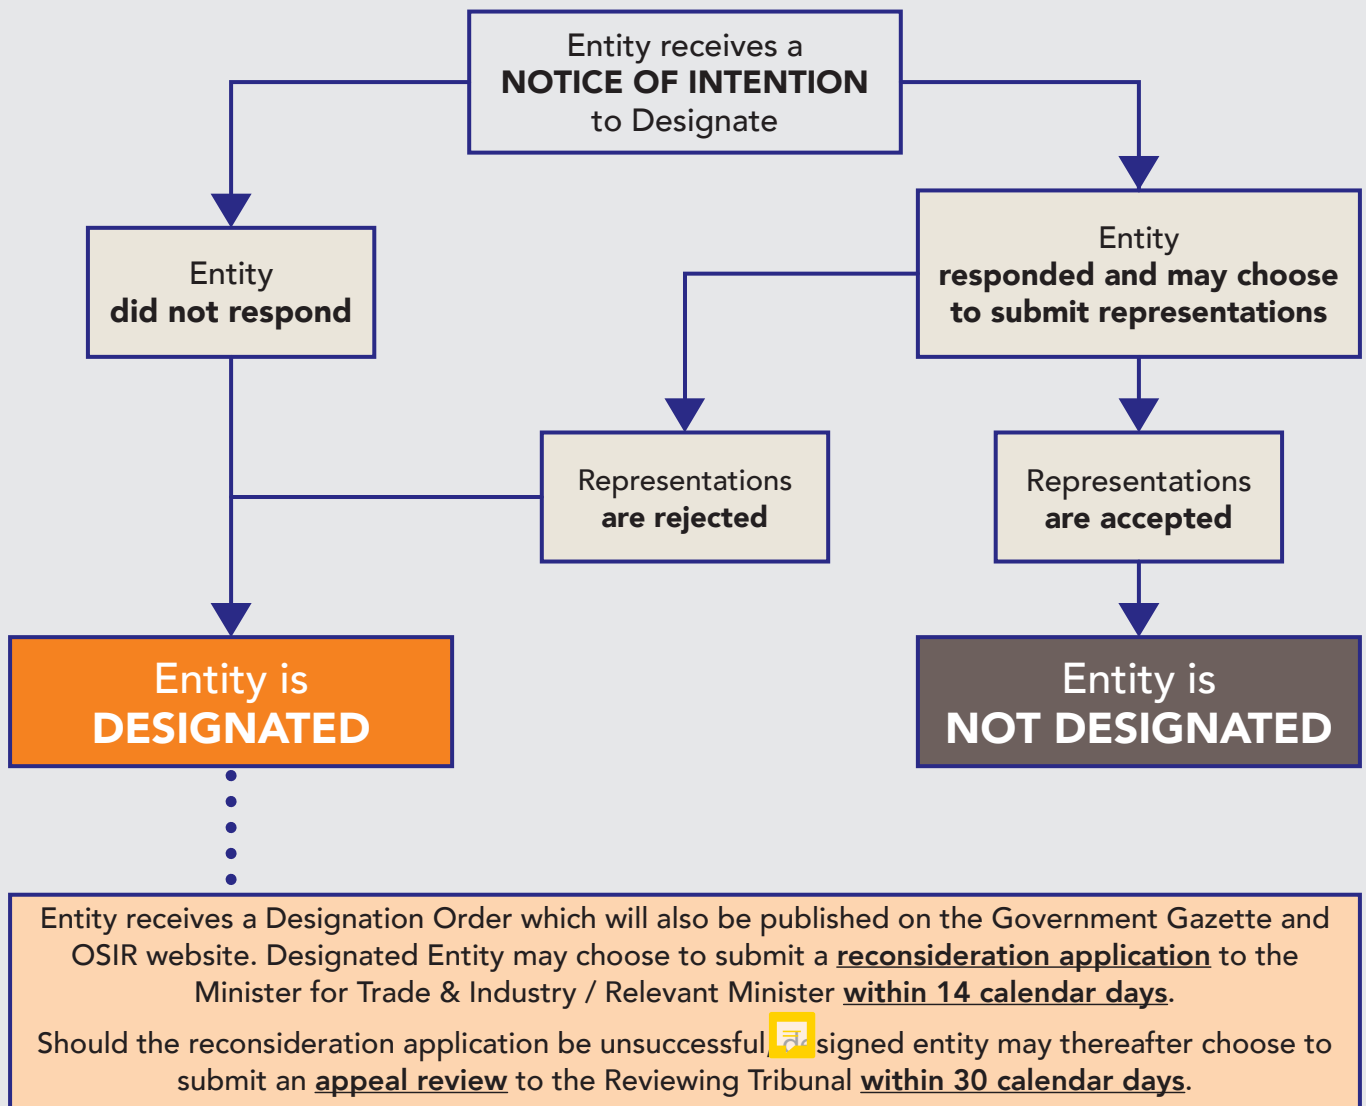 Entity receives a
NOTICE OF INTENTION
to Designate
Entity
did not respond
Entity
responded and may choose
to submit representations
Representations
are rejected
Representations
are accepted
Entity is
DESIGNATED
Entity is
NOT DESIGNATED
Entity receives a Designation Order which will also be published on the Government Gazette and
OSIR website. Designated Entity may choose to submit a reconsideration application to the
Minister for Trade & Industry / Relevant Minister within 14 calendar days.
Should the reconsideration application be unsuccessful, designed entity may thereafter choose to
submit an appeal review to the Reviewing Tribunal within 30 calendar days.